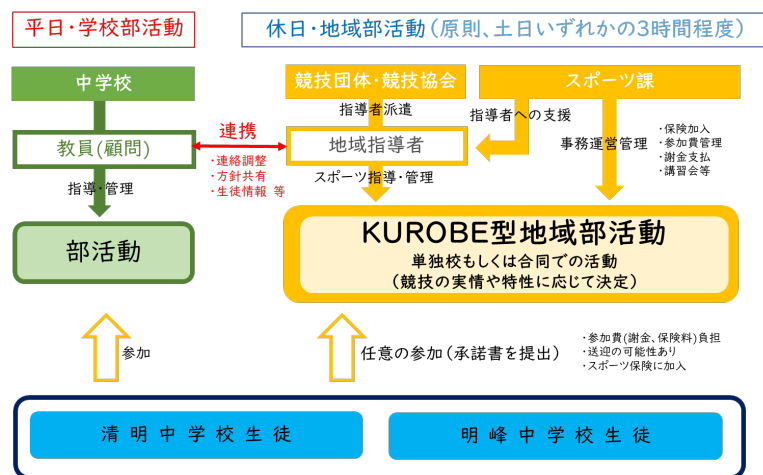 平日・学校部活動
休日・地域部活動(原則、土日いずれかの3時間程度)
中学校
教員(顧問)
指導・管理
部活動
連携
・連絡調整
・方針共有
・生徒情報 等
競技団体・競技協会
指導者派遣
地域指導者
スポーツ指導・管理
スポーツ課
指導者への支援
事務運営管理
・保険加入
・参加費管理
・謝金支払
・講習会等
KUROBE型地域部活動
単独校もしくは合同での活動
(競技の実情や特性に応じて決定)
参加
任意の参加(承諾書を提出)
・参加費(謝金、保険料)負担
・送迎の可能性あり
・スポーツ保険に加入
清明中学校生徒
明峰中学校生徒